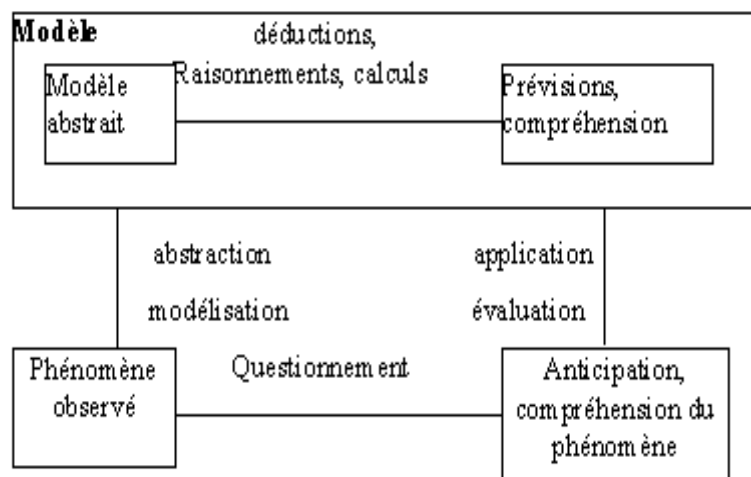 Modèle
déductions,
Raisonnements, calculs
Modèle
abstrait
Prévisions,
compréhension
abstraction
modélisation
application
évaluation
Phénomène
observé
Questionnement
Anticipation,
compréhension du
phénomène